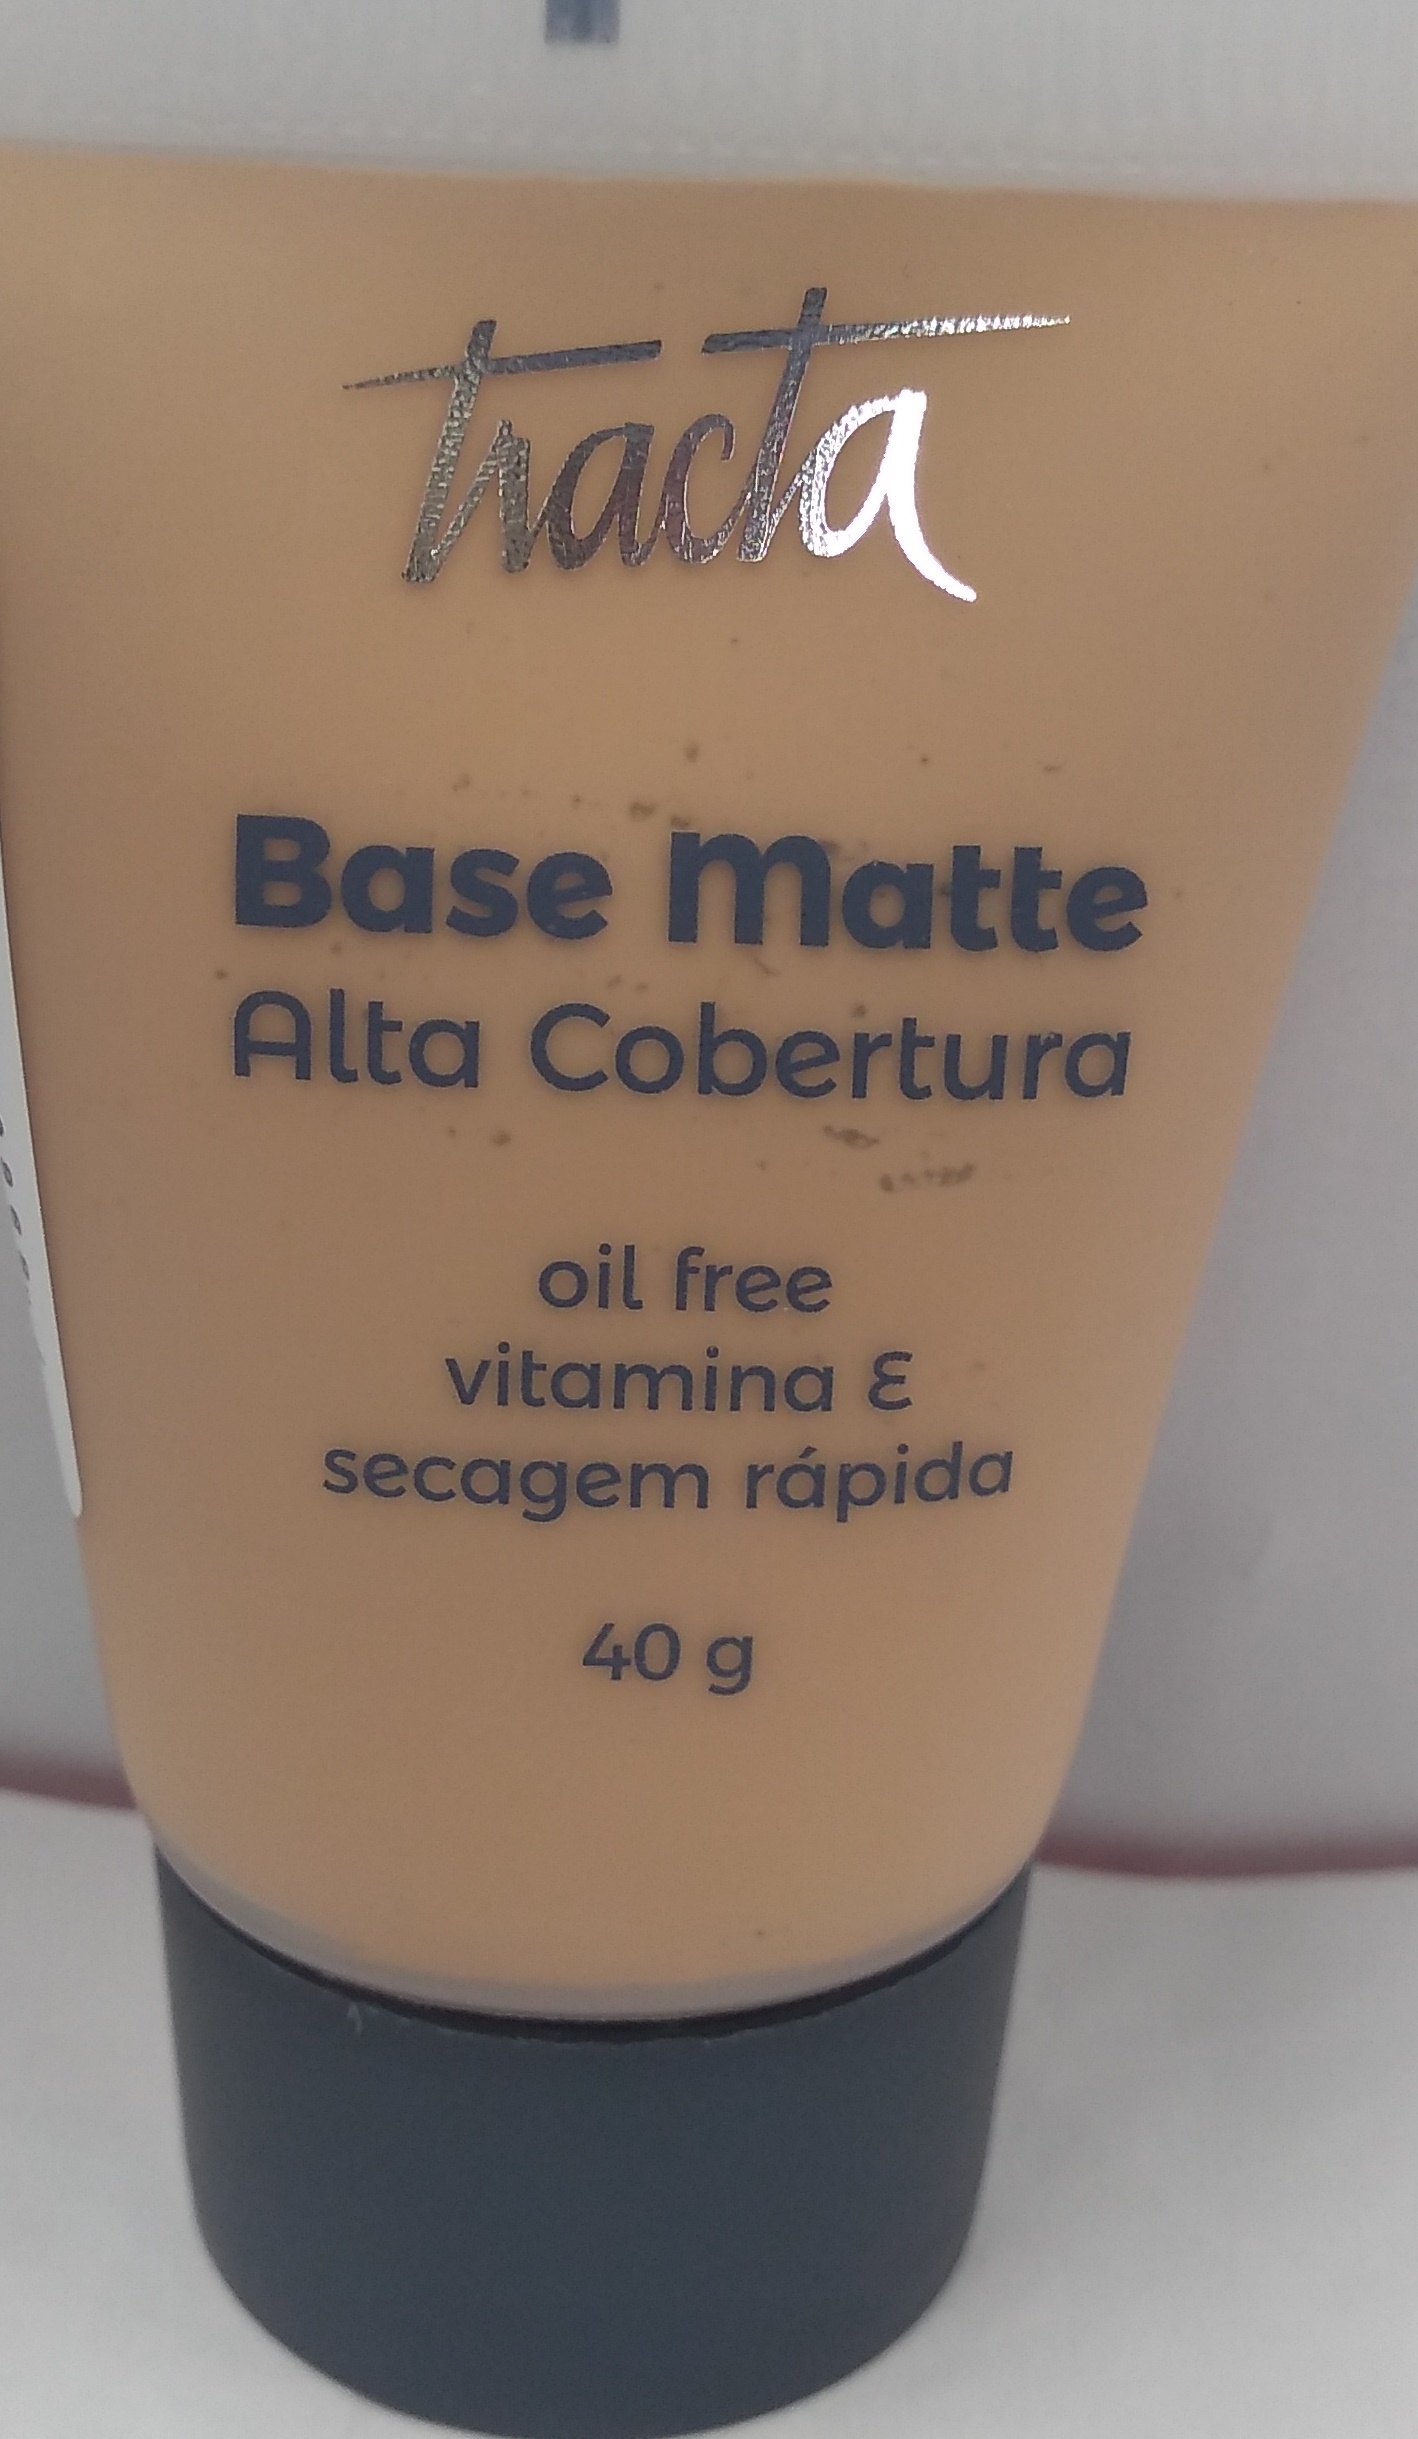 tracta
Base Matte
Alta Cobertura
oil free
vitamina E
secagem rápida
40 g